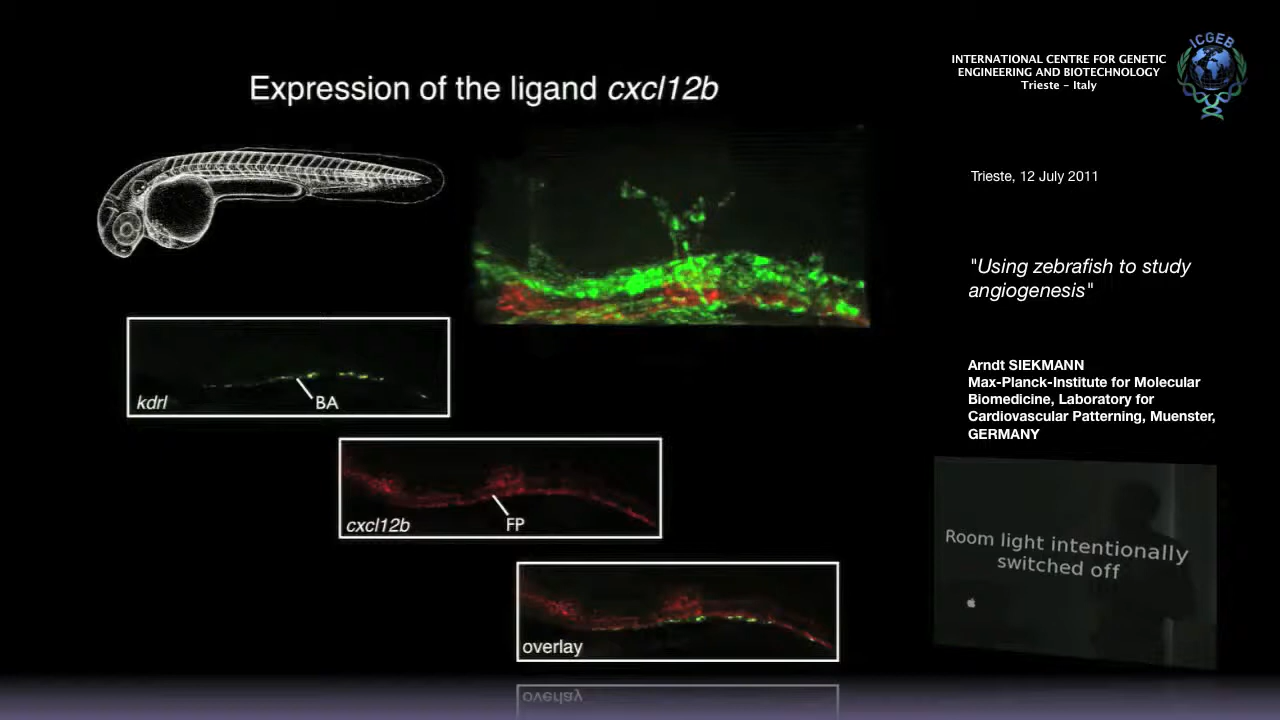 Expression of the ligand cxcl12b
ICGEB
INTERNATIONAL CENTRE FOR GENETIC
ENGINEERING AND BIOTECHNOLOGY
Trieste - Italy
Trieste, 12 July 2011
"Using zebrafish to study
angiogenesis"
Arndt SIEKMANN
Max-Planck-Institute for Molecular
Biomedicine, Laboratory for
Cardiovascular Patterning, Muenster,
GERMANY
kdrl
BA
cxcl12b
FP
overlay
overlay
Room light intentionally
switched off